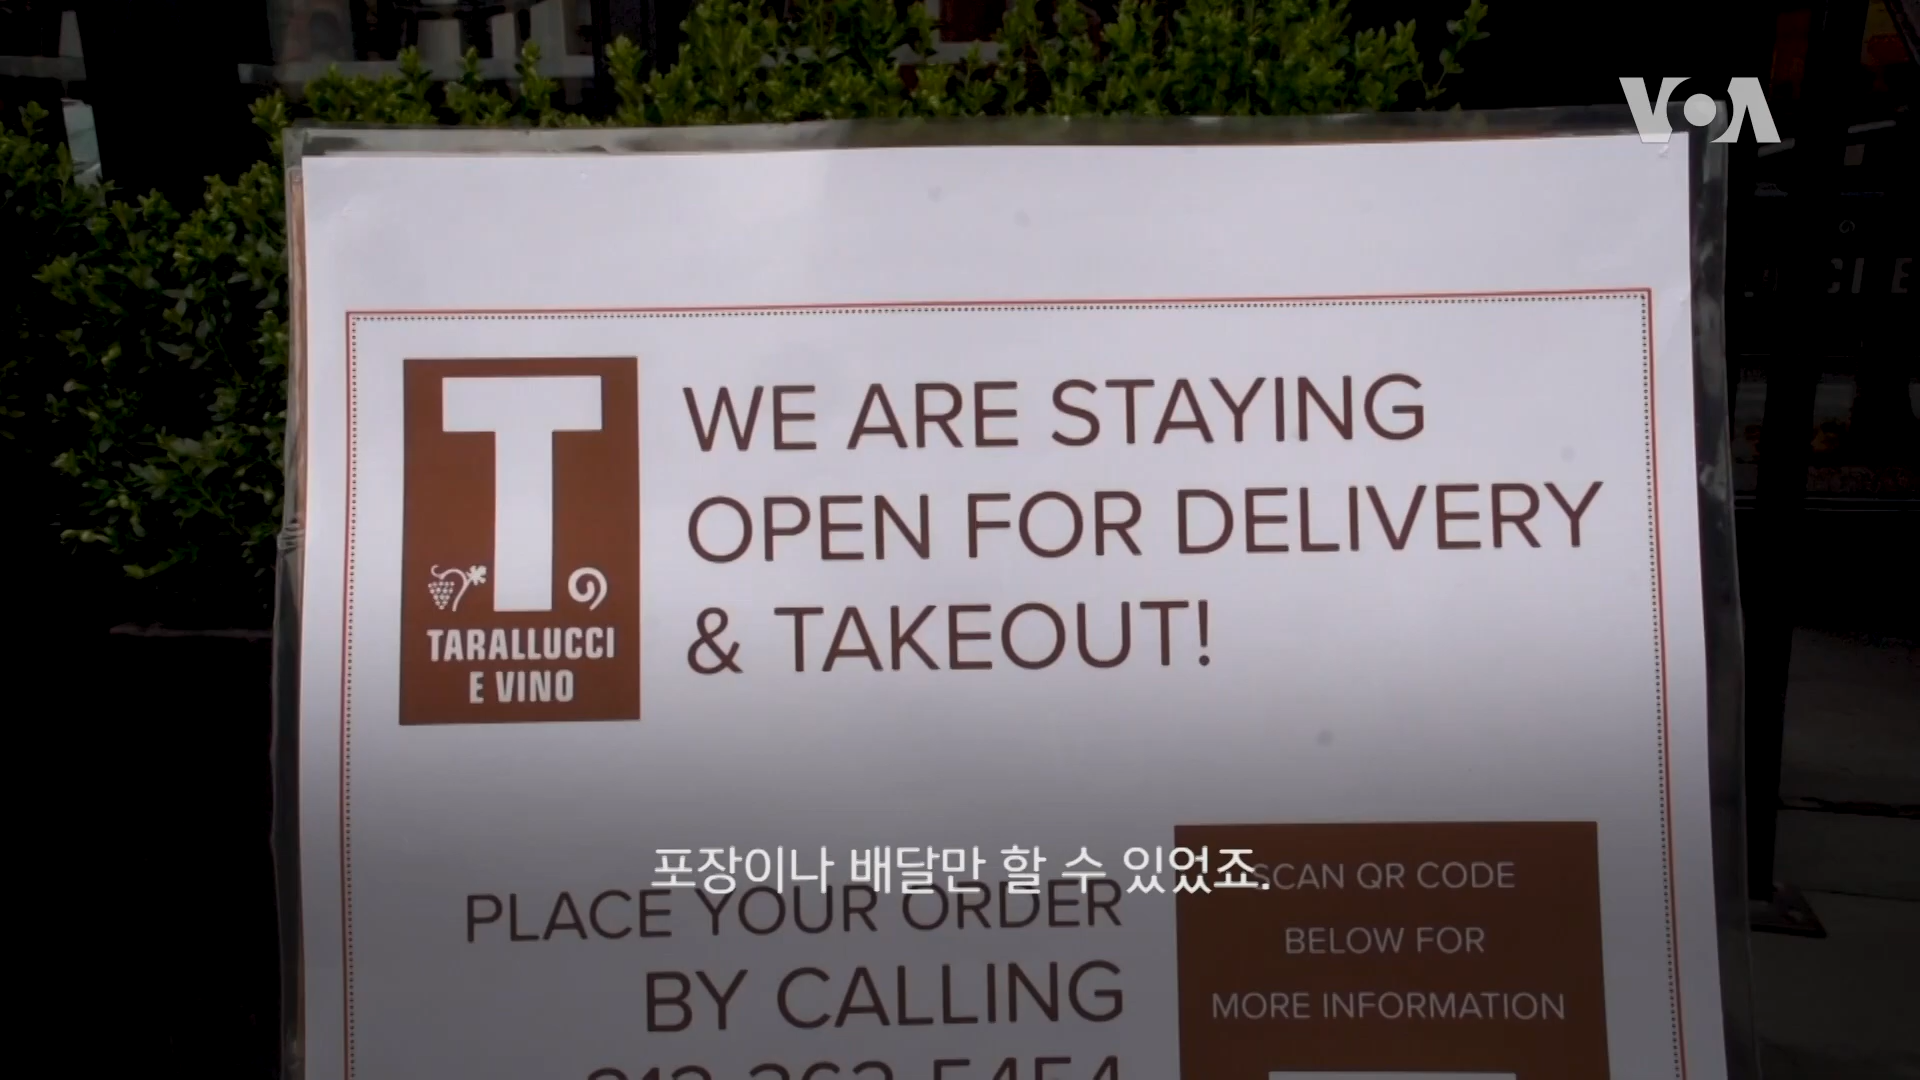 VOA
WE ARE STAYING
OPEN FOR DELIVERY
& TAKEOUT!
T
TARALLUCCI
E VINO
포장이나 배달만 할 수 있었죠.
PLACE YOUR ORDER
BY CALLING
SCAN QR CODE
BELOW FOR
MORE INFORMATION